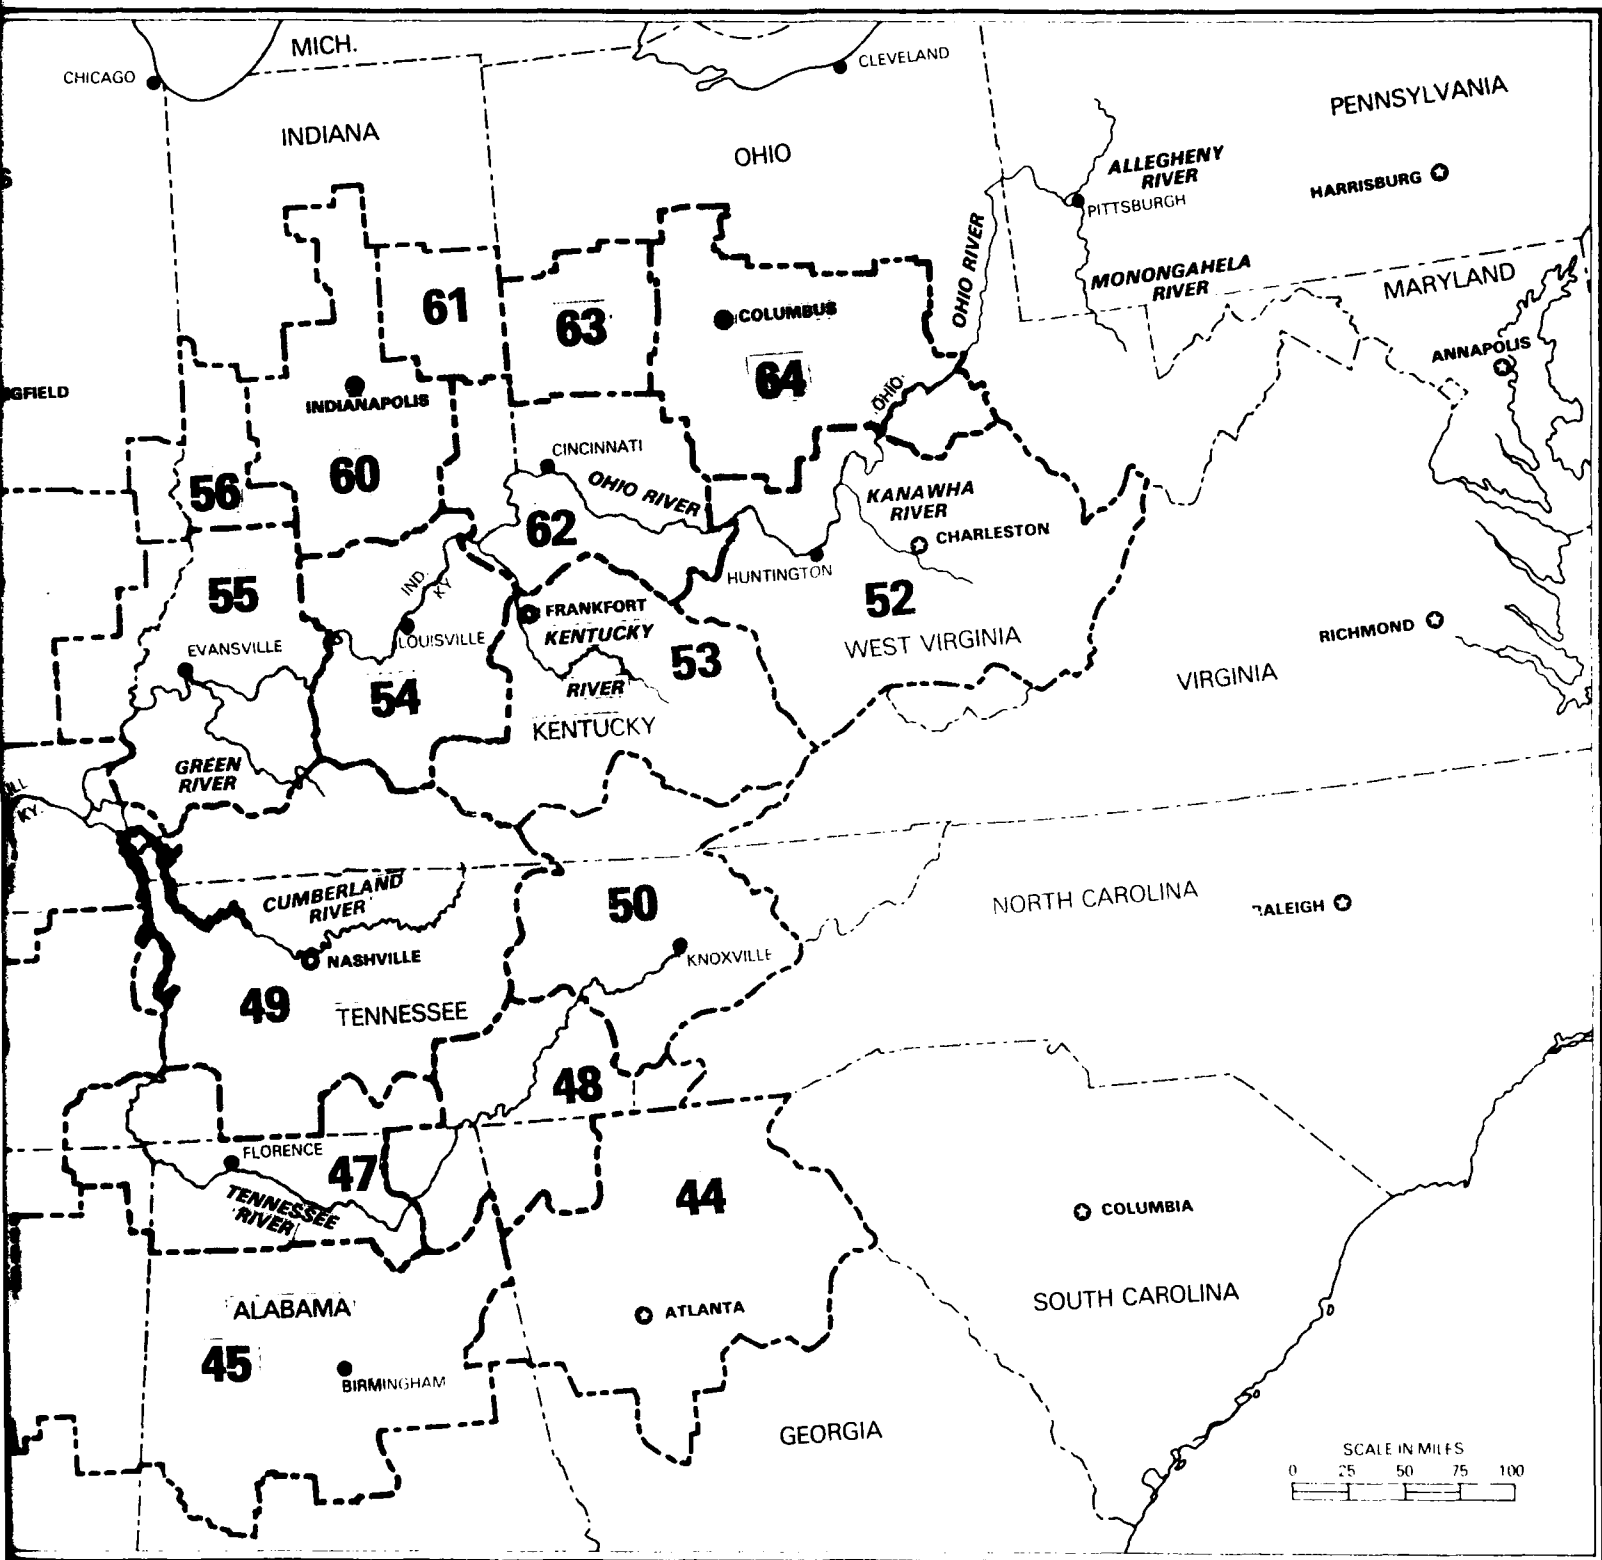 MICH.
CHICAGO
CLEVELAND
PENNSYLVANIA
INDIANA
OHIO
ALLEGHENY
RIVER
HARRISBURG
PITTSBURGH
OHIO RIVER
MONONGAHELA
RIVER
MARYLAND
61
63
COLUMBUS
ANNAPOLIS
64
GFIELD
INDIANAPOLIS
OHIO
CINCINNATI
56
60
OHIO RIVER
KANAWHA
RIVER
62
CHARLESTON
HUNTINGTON
IND.
KY
55
FRANKFORT
52
EVANSVILLE
LOUISVILLE
KENTUCKY
RIVER
53
WEST VIRGINIA
RICHMOND
54
VIRGINIA
KENTUCKY
GREEN
RIVER
ILL
KY.
CUMBERLAND
RIVER
50
NORTH CAROLINA
RALEIGH
NASHVILLE
KNOXVILLE
49
TENNESSEE
48
FLORENCE
47
TENNESSEE
RIVER
44
COLUMBIA
ALABAMA
ATLANTA
SOUTH CAROLINA
45
BIRMINGHAM
GEORGIA
SCALE IN MILES
0 25 50 75 100